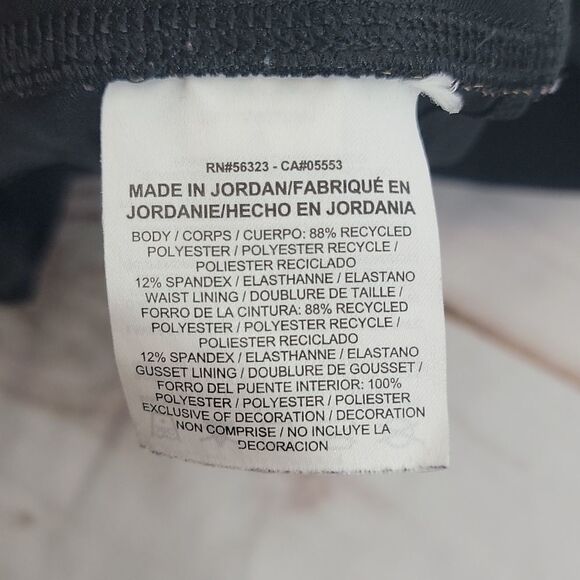 RN#56323 - CA#05553
MADE IN JORDAN/FABRIQUÉ EN
JORDANIE/HECHO EN JORDANIA
BODY / CORPS / CUERPO: 88% RECYCLED
POLYESTER / POLYESTER RECYCLE /
POLIESTER RECICLADO
12% SPANDEX / ELASTHANNE / ELASTANO
WAIST LINING / DOUBLURE DE TAILLE /
FORRO DE LA CINTURA: 88% RECYCLED
POLYESTER / POLYESTER RECYCLE /
POLIESTER RECICLADO
12% SPANDEX / ELASTHANNE / ELASTANO
GUSSET LINING / DOUBLURE DE GOUSSET /
FORRO DEL PUENTE INTERIOR: 100%
POLYESTER / POLYESTER / POLIESTER
EXCLUSIVE OF DECORATION / DECORATION
NON COMPRISE / NO INCLUYE LA
DECORACION